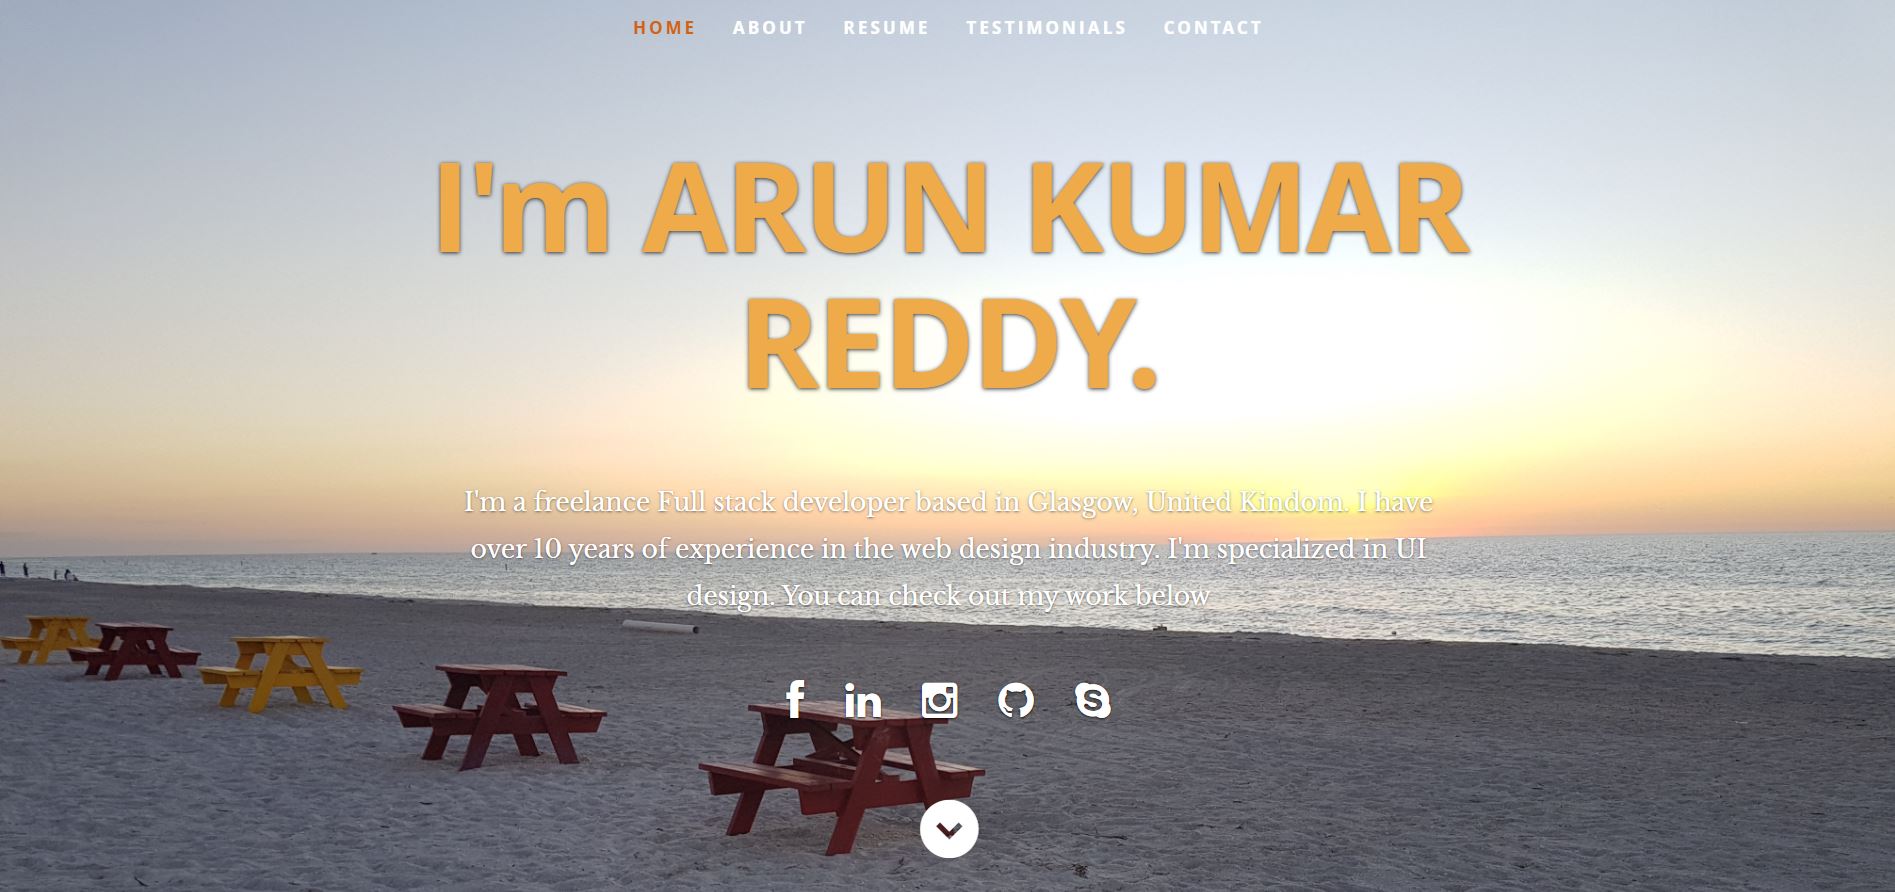 HOME ABOUT RESUME TESTIMONIALS CONTACT
I'm ARUN KUMAR
REDDY.
I'm a freelance Full stack developer based in Glasgow, United Kindom. I have
over 10 years of experience in the web design industry. I'm specialized in UI
design. You can check out my work below